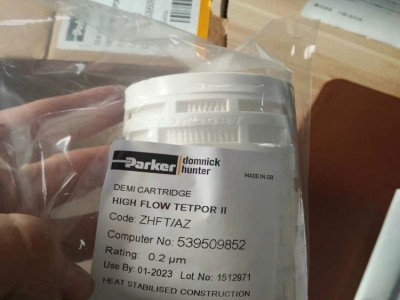 Parker domnick hunter
MADE IN GB
DEMI CARTRIDGE
HIGH FLOW TETPOR II
Code: ZHFT/AZ
Computer No: 539509852
Rating: 0.2 µm
Use By: 01-2023 Lot No: 1512971
HEAT STABILISED CONSTRUCTION